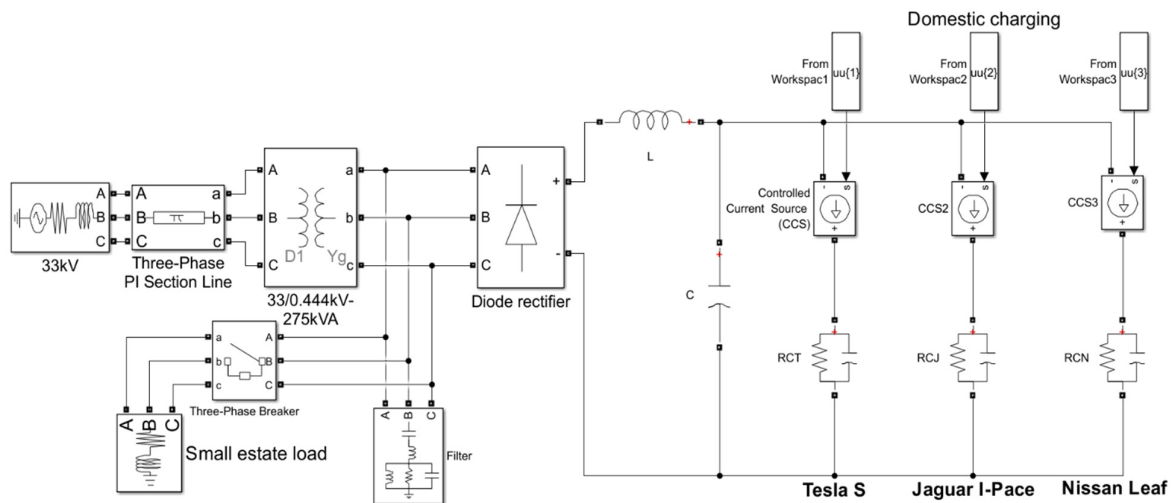 Domestic charging
From
Workspac1
uu{1}
From
Workspac2
uu{2}
From
Workspac3
uu{3}
L
A
B
C
33kV
A
B
C
a
b
c
Three-Phase
PI Section Line
A
B
C
D1
Yg
a
b
c
33/0.444kV-
275kVA
A
B
C
+
-
Diode rectifier
C
Controlled
Current Source
(CCS)
-
s
+
CCS2
-
s
+
CCS3
-
s
+
RCT
RCJ
RCN
a
b
c
A
B
C
Three-Phase Breaker
A
B
C
Small estate load
A
B
C
Filter
Tesla S
Jaguar I-Pace
Nissan Leaf